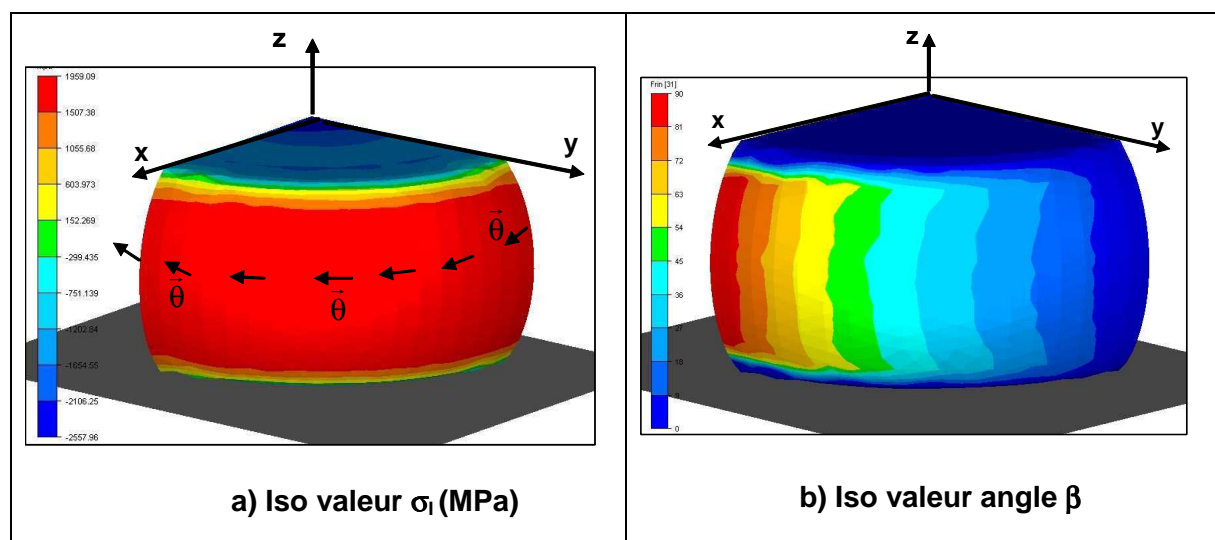 z
1959.09
1507.38
1055.68
603.973
152.269
-299.435
-751.139
-1202.84
-1654.55
-2106.25
-2557.96
x
y
θ
θ
θ
a) Iso valeur σI (MPa)
z
Frin [31]
90
81
72
63
54
45
36
27
18
9
0
x
y
b) Iso valeur angle β